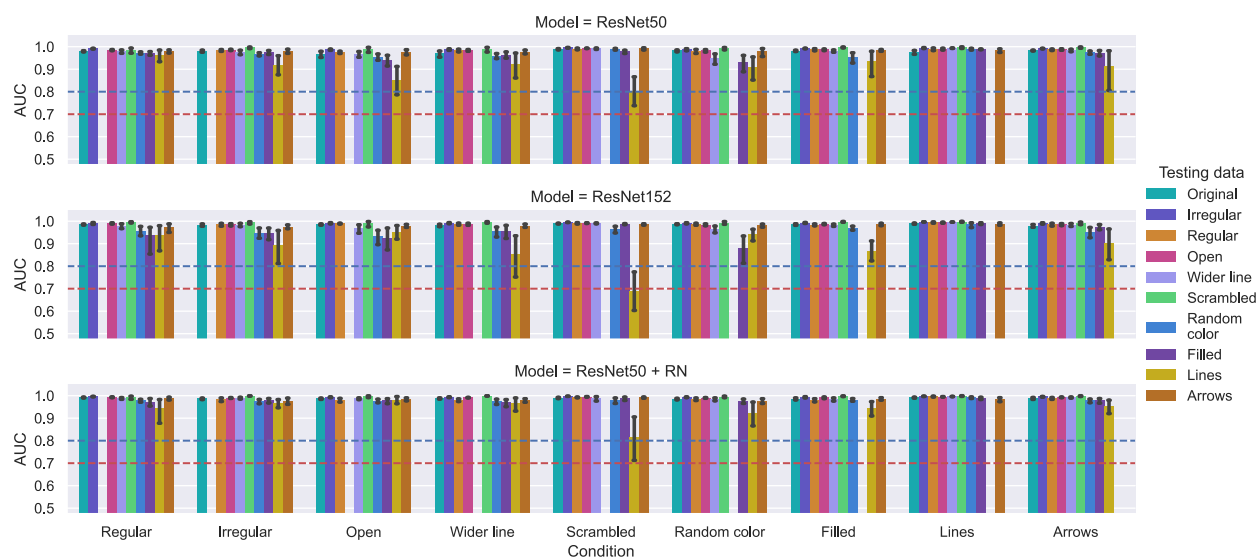 Model = ResNet50
AUC
1.0
0.9
0.8
0.7
0.6
0.5
Model = ResNet152
AUC
1.0
0.9
0.8
0.7
0.6
0.5
Model = ResNet50 + RN
AUC
1.0
0.9
0.8
0.7
0.6
0.5
Regular
Irregular
Open
Wider line
Scrambled
Random color
Filled
Lines
Arrows
Condition
Testing data
Original
Irregular
Regular
Open
Wider line
Scrambled
Random
color
Filled
Lines
Arrows